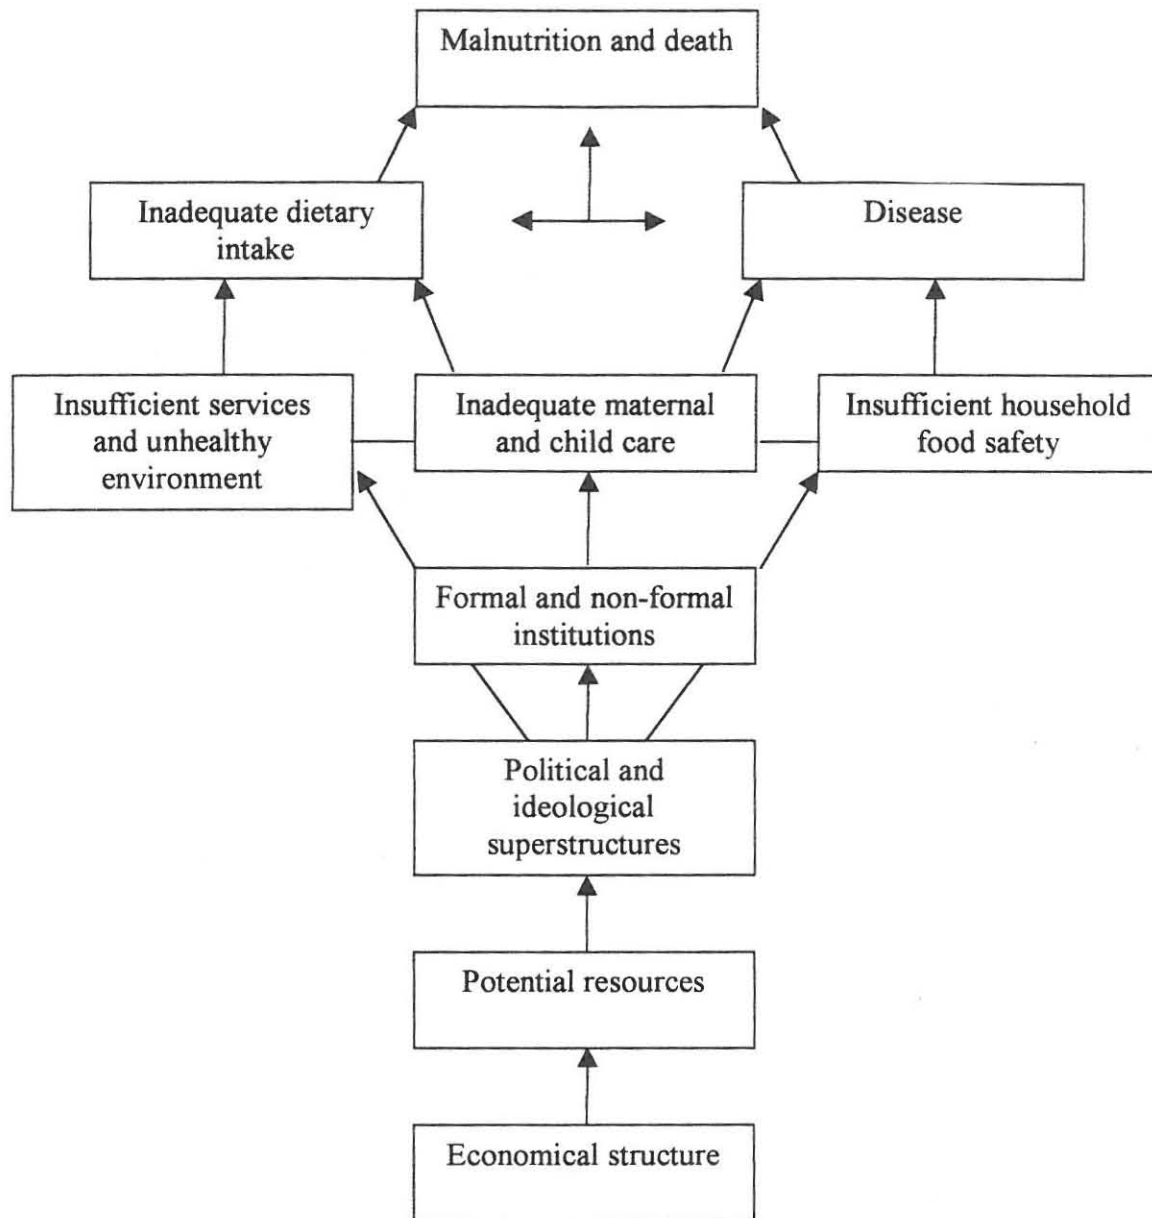 Malnutrition and death
Inadequate dietary
intake
Disease
Insufficient services
and unhealthy
environment
Inadequate maternal
and child care
Insufficient household
food safety
Formal and non-formal
institutions
Political and
ideological
superstructures
Potential resources
Economical structure